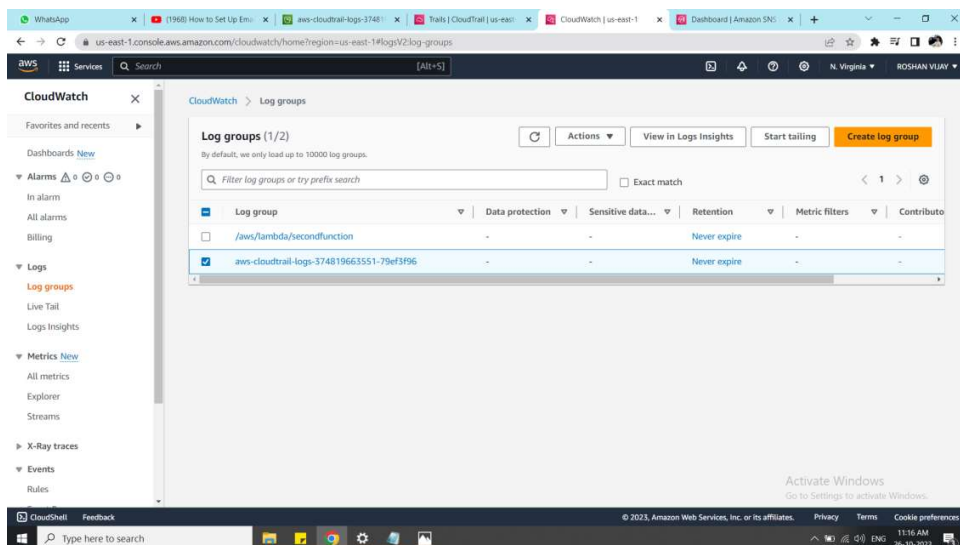 WhatsApp
(1968) How to Set Up Ema
aws-cloudtrail-logs-3748
Trails | CloudTrail | us-east
CloudWatch | us-east-1
Dashboard | Amazon SNS
us-east-1.console.aws.amazon.com/cloudwatch/home?region=us-east-1#logsV2:log-groups
aws Services Search [Alt+S] N. Virginia ROSHAN VIJAY
CloudWatch
Favorites and recents
Dashboards New
Alarms 0 0 0
In alarm
All alarms
Billing
Logs
Log groups
Live Tail
Logs Insights
Metrics New
All metrics
Explorer
Streams
X-Ray traces
Events
Rules
CloudWatch > Log groups
Log groups (1/2) Actions View in Logs Insights Start tailing Create log group
By default, we only load up to 10000 log groups.
Filter log groups or try prefix search Exact match 1
Log group Data protection Sensitive data... Retention Metric filters Contributo
/aws/lambda/secondfunction - - Never expire - -
aws-cloudtrail-logs-374819663551-79ef3f96 - - Never expire - -
Activate Windows
Go to Settings to activate Windows.
CloudShell Feedback © 2023, Amazon Web Services, Inc. or its affiliates. Privacy Terms Cookie preferences
Type here to search ENG 11:16 AM
26-10-2023